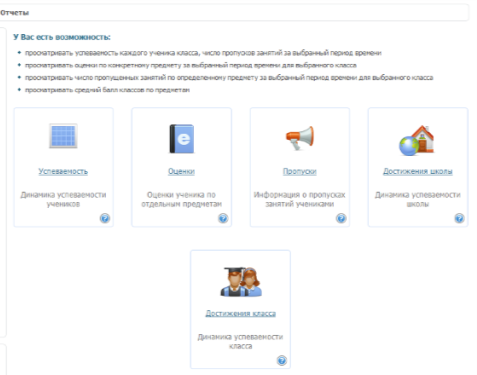 Отчеты
У Вас есть возможность:
просматривать успеваемость каждого ученика класса, число пропусков занятий за выбранный период времени
просматривать оценки по конкретному предмету за выбранный период времени для выбранного класса
просматривать число пропущенных занятий по определенному предмету за выбранный период времени для выбранного класса
просматривать средний балл классов по предметам
Успеваемость
Динамика успеваемости
учеников
Оценки
Оценки ученика по
отдельным предметам
Пропуски
Информация о пропусках
занятий учениками
Достижения школы
Динамика успеваемости
школы
Достижения класса
Динамика успеваемости
класса